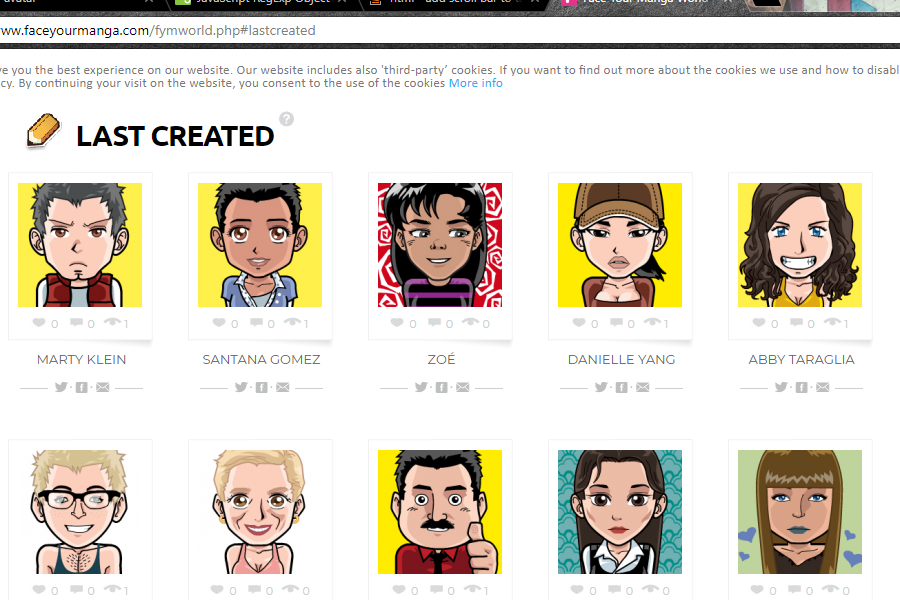 avatar
JavaScript RegExp Object
html - add scroll bar to
Face Your Manga World
ww.faceyourmanga.com/fymworld.php#lastcreated
ve you the best experience on our website. Our website includes also 'third-party' cookies. If you want to find out more about the cookies we use and how to disabl
cy. By continuing your visit on the website, you consent to the use of the cookies More info
LAST CREATED ?
0 0 1 0 0 1 0 0 0 0 0 1 0 0 1
MARTY KLEIN SANTANA GOMEZ ZOÉ DANIELLE YANG ABBY TARAGLIA
0 0 1 0 0 0 0 0 1 0 0 0 0 0 0